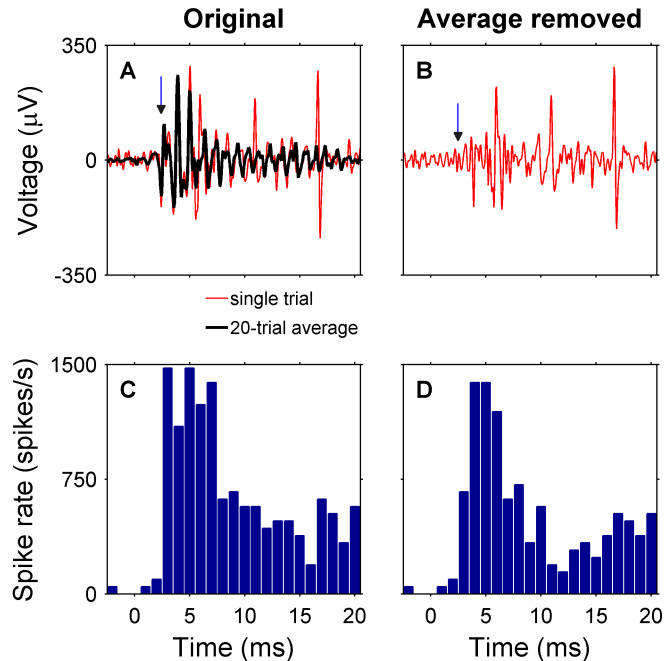 Original
Average removed
A
B
Voltage (μV)
350
0
-350
single trial
20-trial average
C
D
Spike rate (spikes/s)
1500
750
0
0 5 10 15 20
0 5 10 15 20
Time (ms)
Time (ms)